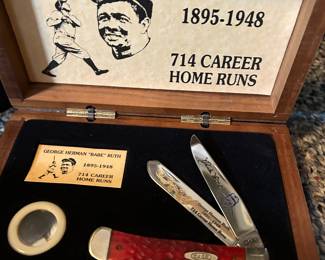 1895-1948
714 CAREER
HOME RUNS
GEORGE HERMAN "BABE" RUTH
1895-1948
714 CAREER
HOME RUNS